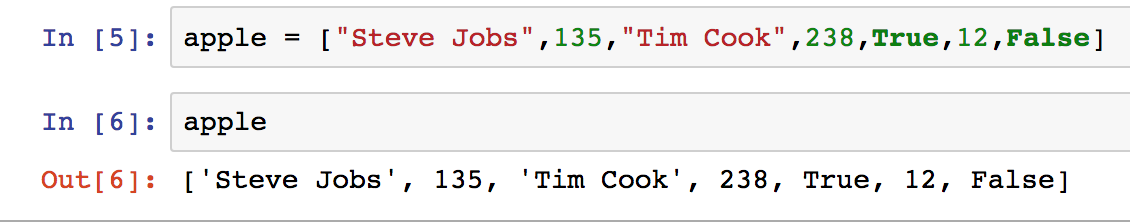 In [5]: apple = ["Steve Jobs",135,"Tim Cook",238,True,12,False]
In [6]: apple
Out[6]: ['Steve Jobs', 135, 'Tim Cook', 238, True, 12, False]